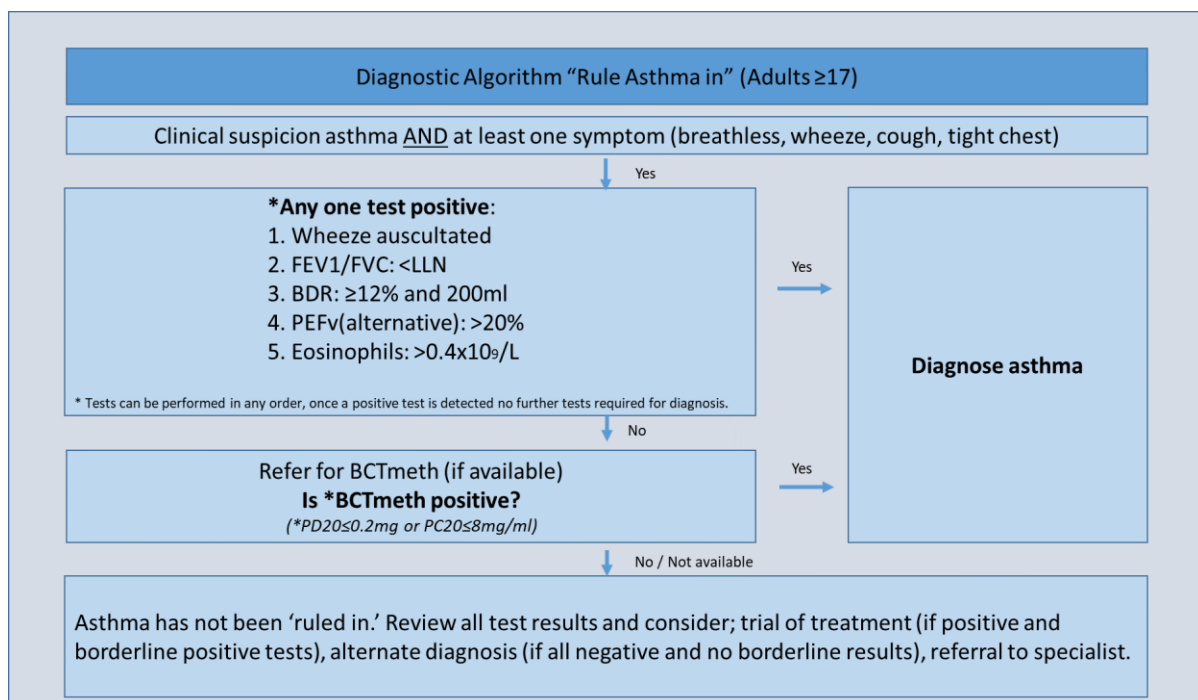 Diagnostic Algorithm “Rule Asthma in” (Adults ≥17)
Clinical suspicion asthma AND at least one symptom (breathless, wheeze, cough, tight chest)
Yes
*Any one test positive:
1. Wheeze auscultated
2. FEV1/FVC: <LLN
3. BDR: ≥12% and 200ml
4. PEFv(alternative): >20%
5. Eosinophils: >0.4x10₉/L
* Tests can be performed in any order, once a positive test is detected no further tests required for diagnosis.
Yes
Diagnose asthma
No
Refer for BCTmeth (if available)
Is *BCTmeth positive?
(*PD20≤0.2mg or PC20≤8mg/ml)
Yes
No / Not available
Asthma has not been ‘ruled in.’ Review all test results and consider; trial of treatment (if positive and
borderline positive tests), alternate diagnosis (if all negative and no borderline results), referral to specialist.